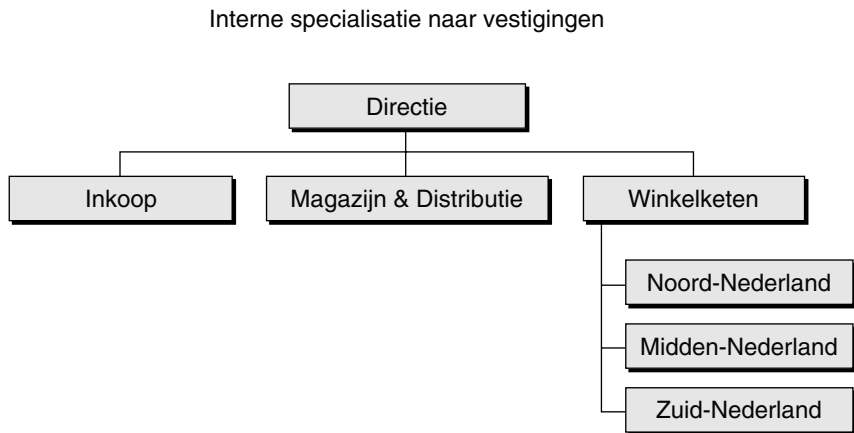 Interne specialisatie naar vestigingen
Directie
Inkoop
Magazijn & Distributie
Winkelketen
Noord-Nederland
Midden-Nederland
Zuid-Nederland